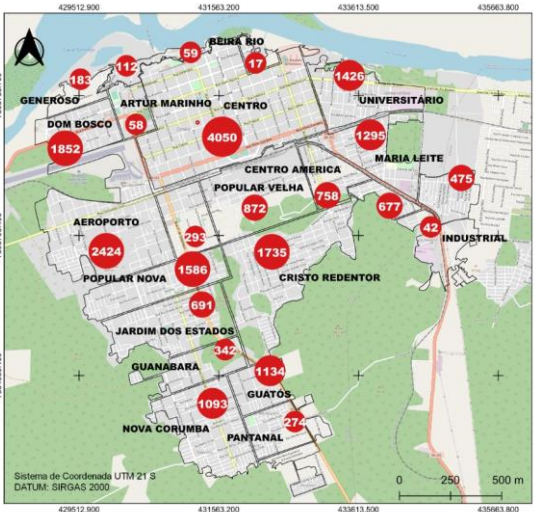 429512.900 431563.200 433613.500 435663.800
BEIRA RIO
59
17
112
183
1426
GENEROSO
ARTUR MARINHO
CENTRO
UNIVERSITÁRIO
DOM BOSCO
58
4050
1295
1852
MARIA LEITE
CENTRO AMERICA
475
POPULAR VELHA
758
872
677
AEROPORTO
42
293
INDUSTRIAL
2424
1735
1586
POPULAR NOVA
CRISTO REDENTOR
691
JARDIM DOS ESTADOS
342
GUANABARA
1134
GUATÓS
1093
274
NOVA CORUMBA
PANTANAL
Sistema de Coordenada UTM 21 S
DATUM: SIRGAS 2000
0 250 500 m
429512.900 431563.200 433613.500 435663.800